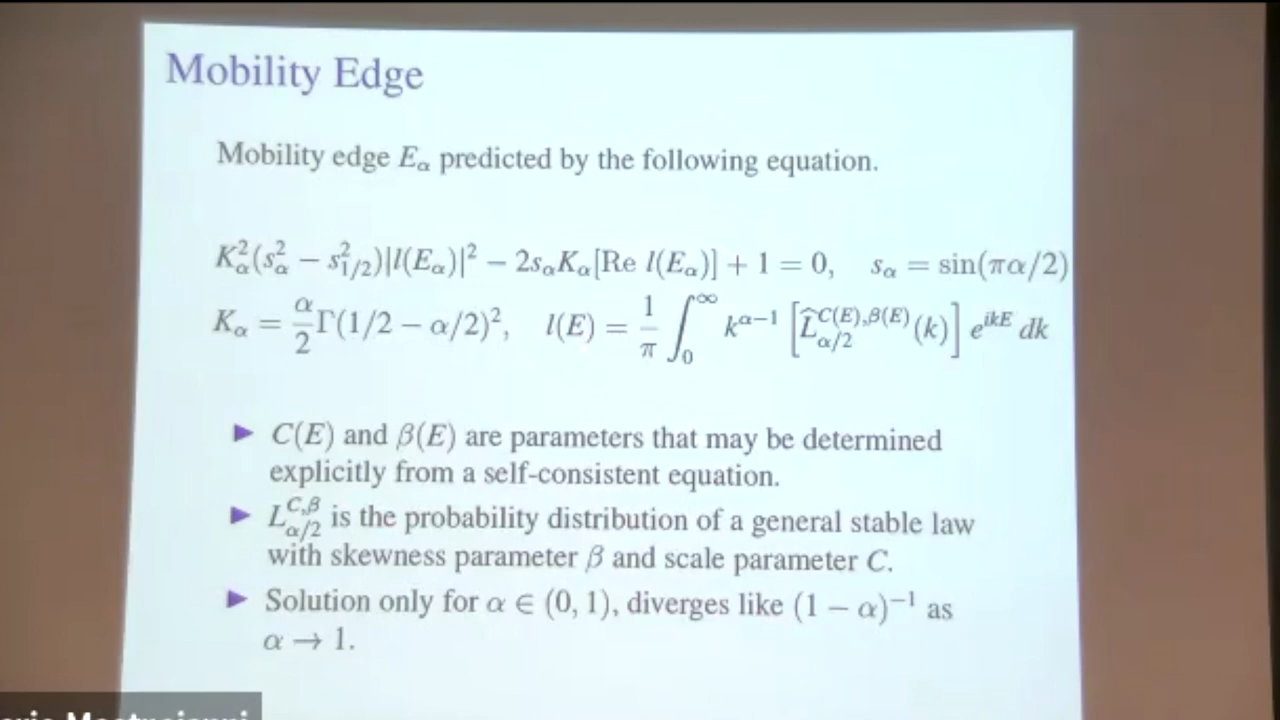 Mobility Edge
Mobility edge E_α predicted by the following equation.
K_α^2(s_α^2 − s_{1/2}^2)|l(E_α)|^2 − 2s_αK_α[Re l(E_α)] + 1 = 0, s_α = sin(πα/2)
K_α = α/2 Γ(1/2 − α/2)^2, l(E) = 1/π ∫_0^∞ k^{α−1} [L̂_{α/2}^{C(E),β(E)}(k)] e^{ikE} dk
▶ C(E) and β(E) are parameters that may be determined
explicitly from a self-consistent equation.
▶ L_{α/2}^{C,β} is the probability distribution of a general stable law
with skewness parameter β and scale parameter C.
▶ Solution only for α ∈ (0, 1), diverges like (1 − α)^{−1} as
α → 1.